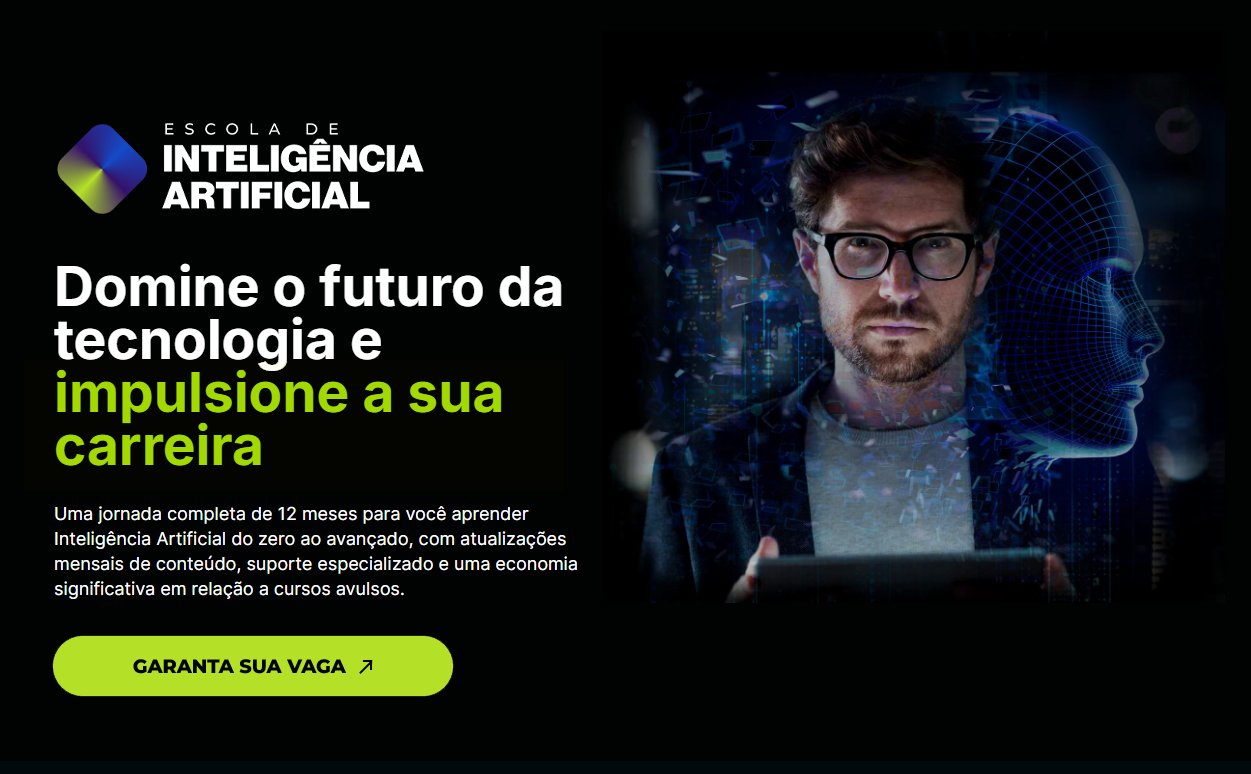 ESCOLA DE
INTELIGÊNCIA
ARTIFICIAL
Domine o futuro da
tecnologia e
impulsione a sua
carreira
Uma jornada completa de 12 meses para você aprender
Inteligência Artificial do zero ao avançado, com atualizações
mensais de conteúdo, suporte especializado e uma economia
significativa em relação a cursos avulsos.
GARANTA SUA VAGA